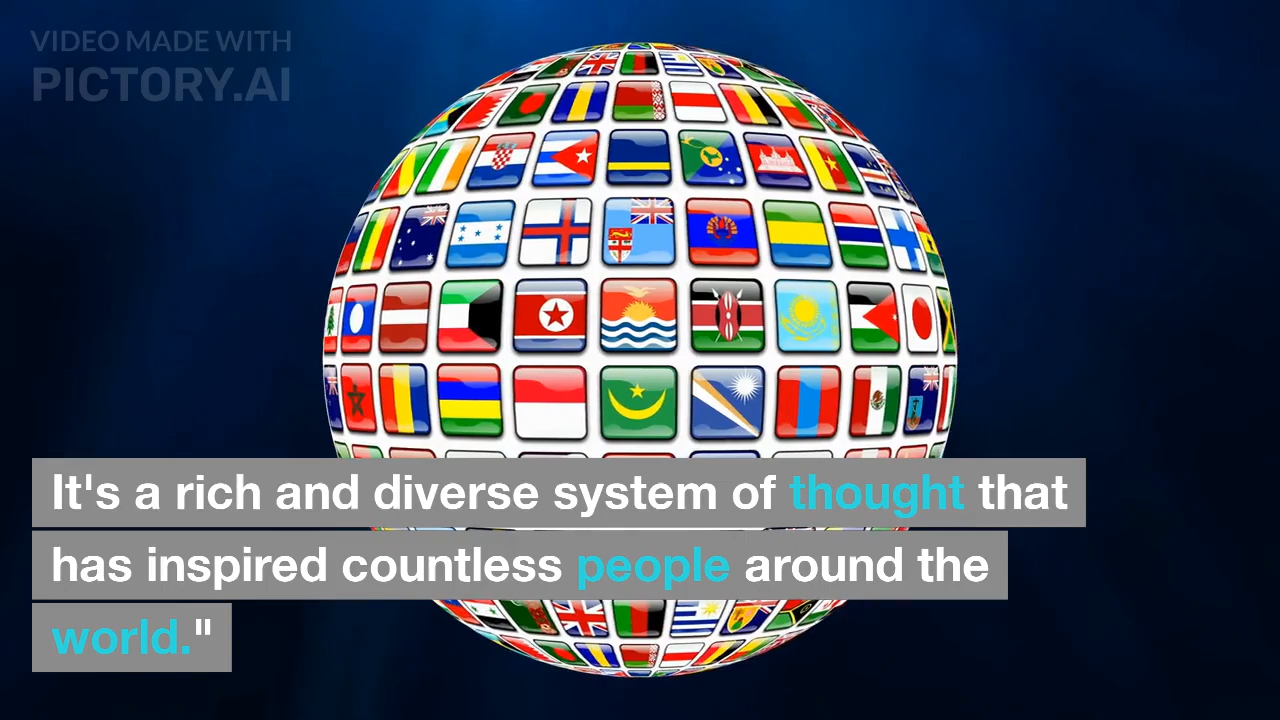 VIDEO MADE WITH
PICTORY.AI
It's a rich and diverse system of thought that
has inspired countless people around the
world."